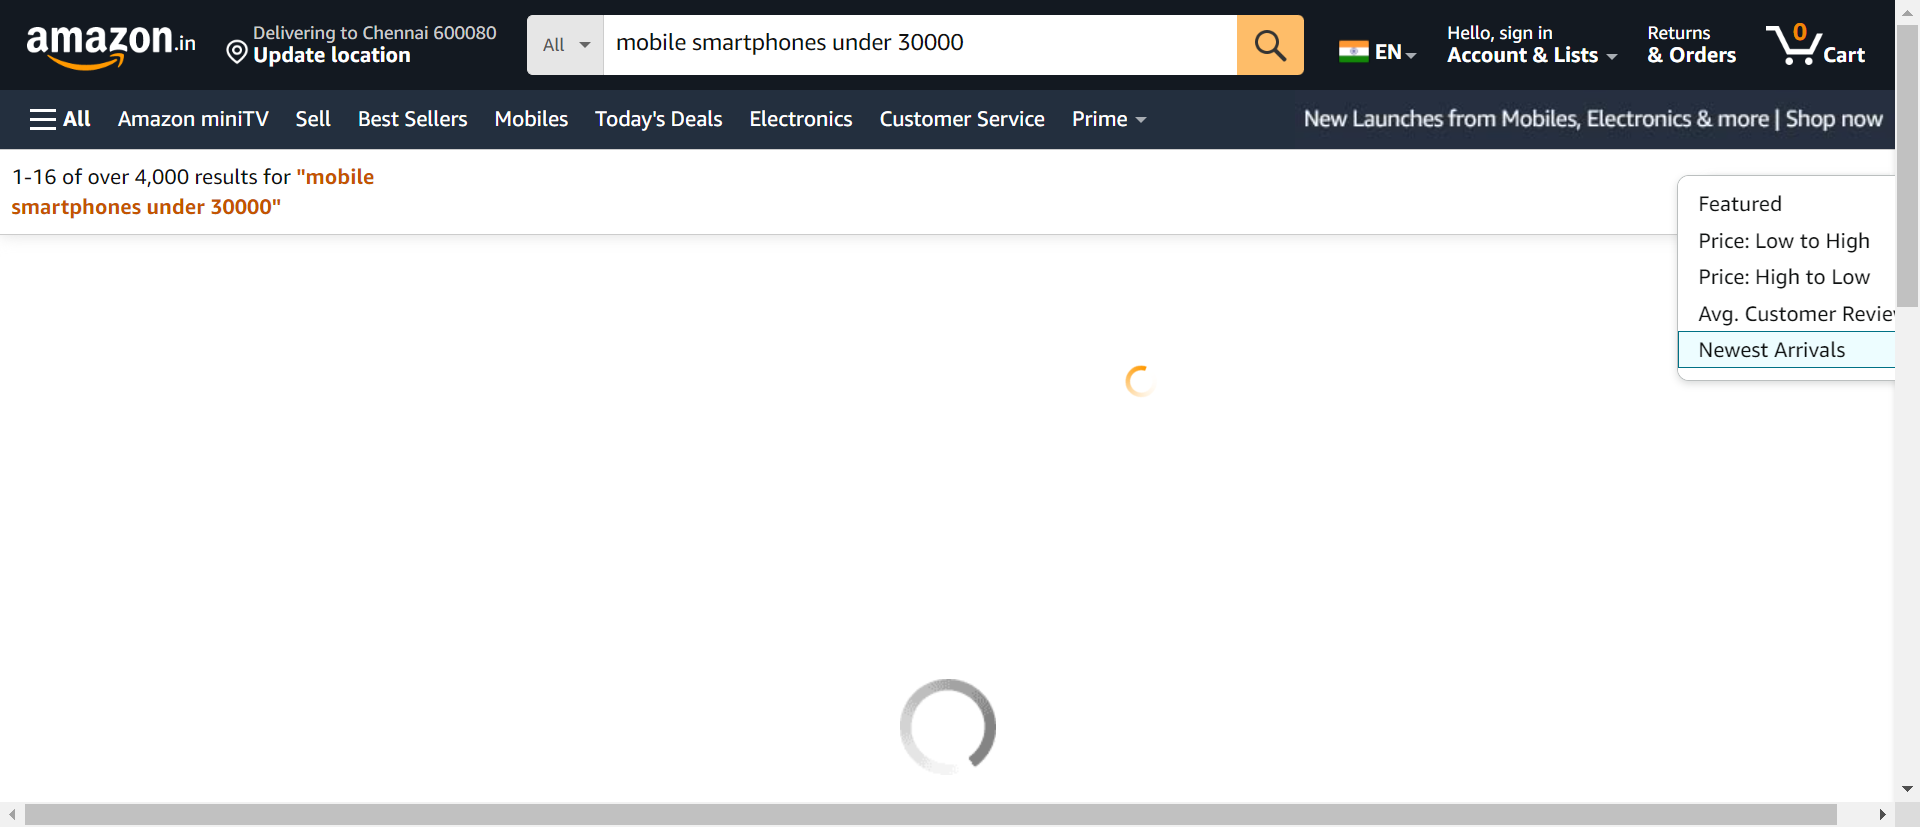 amazon.in
Delivering to Chennai 600080
Update location
All
mobile smartphones under 30000
EN
Hello, sign in
Account & Lists
Returns
& Orders
0
Cart
All
Amazon miniTV
Sell
Best Sellers
Mobiles
Today's Deals
Electronics
Customer Service
Prime
New Launches from Mobiles, Electronics & more | Shop now
1-16 of over 4,000 results for "mobile
smartphones under 30000"
Featured
Price: Low to High
Price: High to Low
Avg. Customer
Newest Arrivals